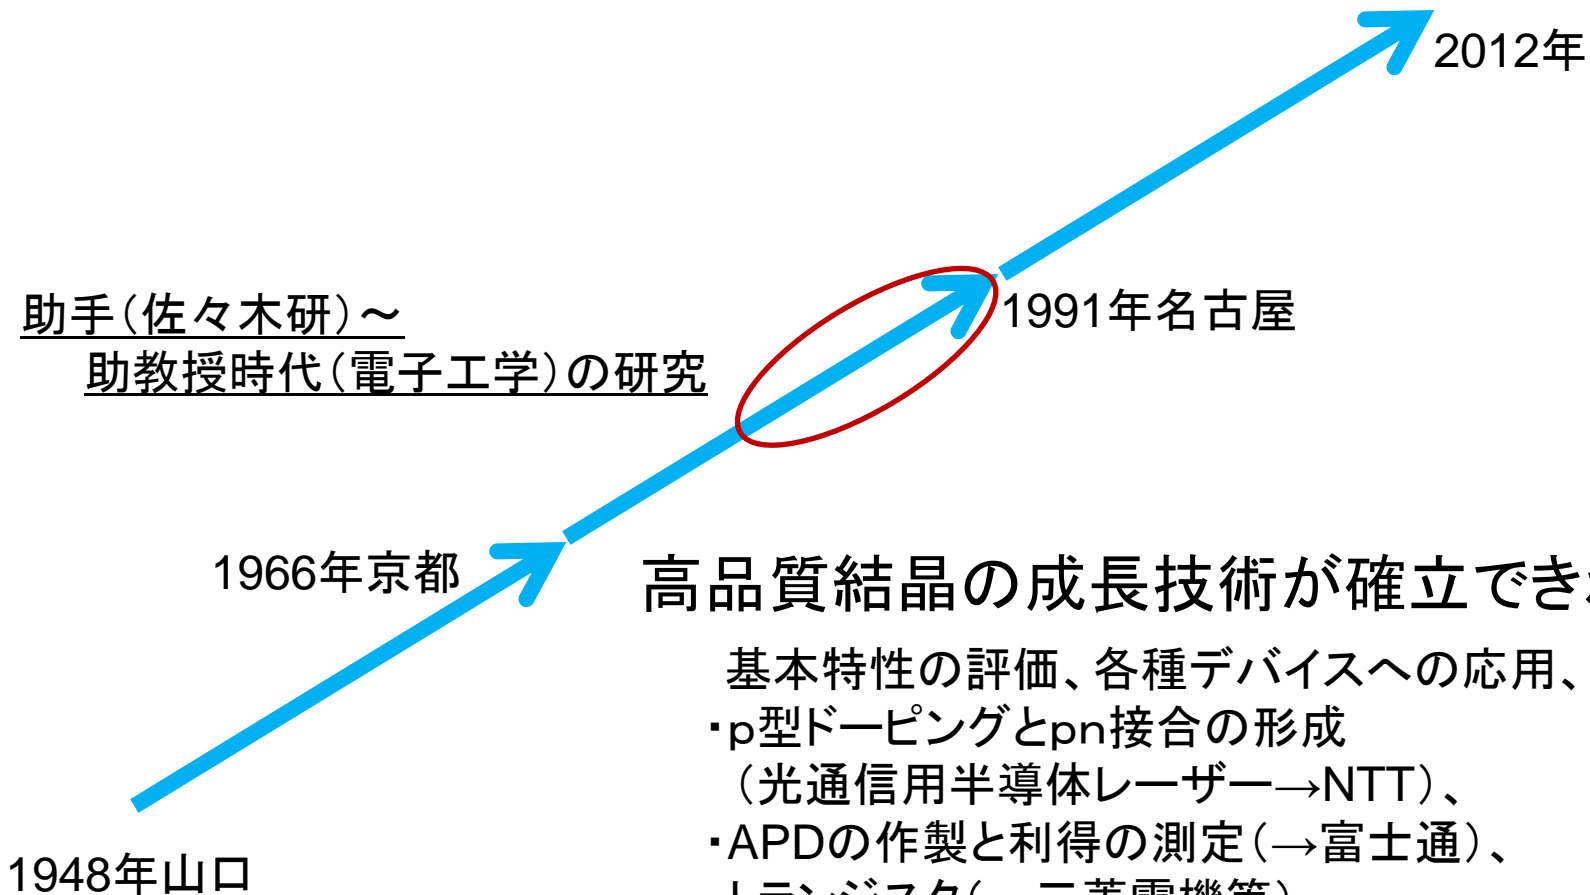 2012年
助手(佐々木研)～
助教授時代(電子工学)の研究
1991年名古屋
1966年京都
高品質結晶の成長技術が確立でき
基本特性の評価、各種デバイスへの応用、
・p型ドーピングとpn接合の形成
(光通信用半導体レーザー→NTT)、
・APDの作製と利得の測定(→富士通)、
1948年山口